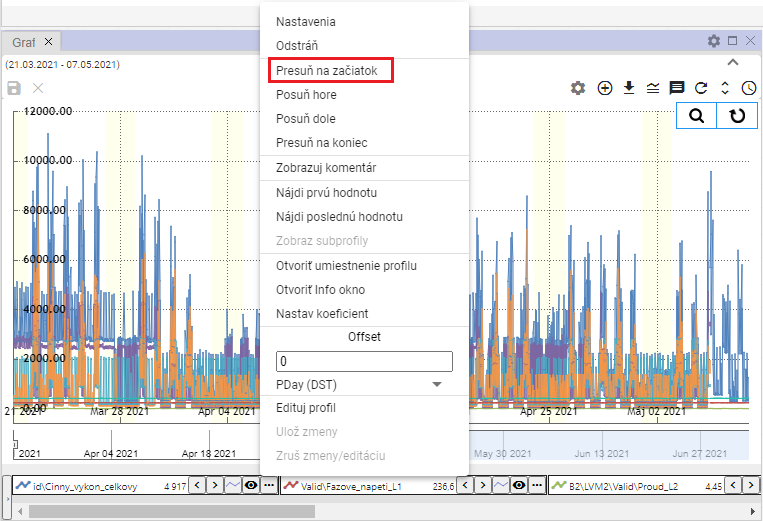 Graf
(21.03.2021 - 07.05.2021)
Nastavenia
Odstráň
Presuň na začiatok
Posuň hore
Posuň dole
Presuň na koniec
Zobrazuj komentár
Nájdi prvú hodnotu
Nájdi poslednú hodnotu
Zobraz subprofily
Otvoriť umiestnenie profilu
Otvoriť Info okno
Nastav koeficient
Offset
0
PDay (DST)
Edituj profil
Ulož zmeny
Zruš zmeny/editáciu
12000.00
10000.00
8000.00
6000.00
4000.00
2000.00
0.00
2021 Mar 28 2021 Apr 04 2021 Apr 25 2021 Máj 02 2021
2021 Apr 04 2021 Apr 18 2021 May 30 2021 Jun 13 2021 Jun 27 2021
id\Cinny_vykon_celkovy 4 917 Valid\Fazove_napeti_L1 236.6 B2\LVM2\Valid\Proud_L2 4.45